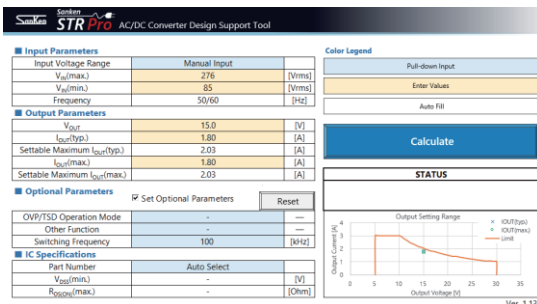 SanKen Sanken STR Pro AC/DC Converter Design Support Tool
Input Parameters
Input Voltage Range Manual Input
VIN(max.) 276 [Vrms]
VIN(min.) 85 [Vrms]
Frequency 50/60 [Hz]
Output Parameters
VOUT 15.0 [V]
IOUT(typ.) 1.80 [A]
Settable Maximum IOUT(typ.) 2.03 [A]
IOUT(max.) 1.80 [A]
Settable Maximum IOUT(max.) 2.03 [A]
Optional Parameters Set Optional Parameters Reset
OVP/TSD Operation Mode - —
Other Function - —
Switching Frequency 100 [kHz]
IC Specifications
Part Number Auto Select
VDSS(min.) - [V]
RDS(ON)(max.) - [Ohm]
Color Legend
Pull-down Input
Enter Values
Auto Fill
Calculate
STATUS
Output Setting Range
Output Current [A]
4
3
2
1
0
0 5 10 15 20 25 30 35
Output Voltage [V]
IOUT(typ.)
IOUT(max.)
Limit
Ver. 1.13